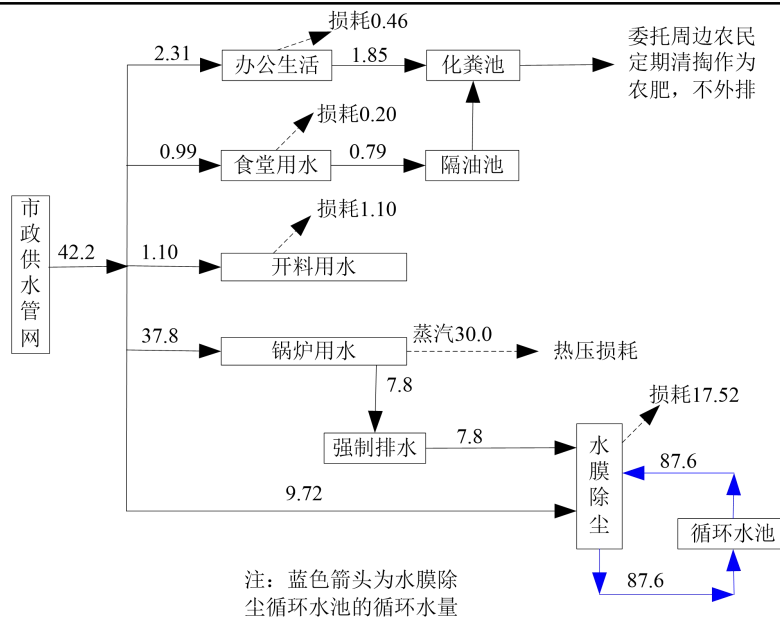 损耗0.46
2.31
办公生活
1.85
化粪池
委托周边农民
定期清掏作为
农肥，不外排
损耗0.20
0.99
食堂用水
0.79
隔油池
市政供水管网
42.2
损耗1.10
1.10
开料用水
37.8
锅炉用水
蒸汽30.0
热压损耗
7.8
强制排水
7.8
损耗17.52
水膜除尘
87.6
9.72
循环水池
87.6
注：蓝色箭头为水膜除
尘循环水池的循环水量